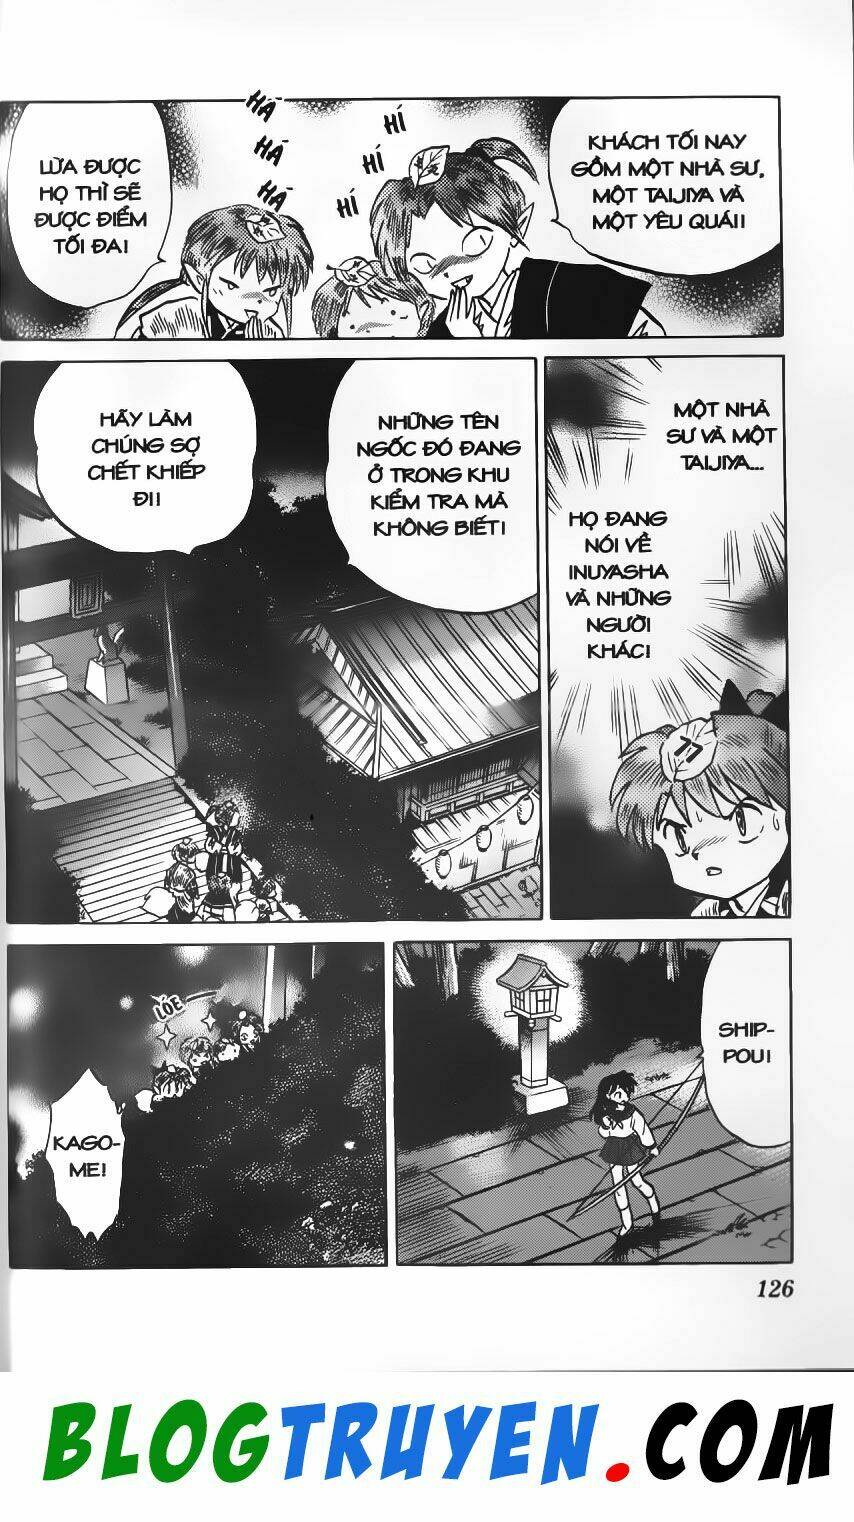 KHÁCH TỐI NAY
GỒM MỘT NHÀ SƯ,
MỘT TAIJIYA VÀ
MỘT YÊU QUÁI!
HÍ
HÍ
HÍ
HÁ
HÁ
HÁ
LỪA ĐƯỢC
HỌ THÌ SẼ
ĐƯỢC ĐIỂM
TỐI ĐA!
MỘT NHÀ
SƯ VÀ MỘT
TAIJIYA...
HỌ ĐANG
NÓI VỀ
INUYASHA
VÀ NHỮNG
NGƯỜI
KHÁC!
77
NHỮNG TÊN
NGỐC ĐÓ ĐANG
Ở TRONG KHU
KIỂM TRA MÀ
KHÔNG BIẾT!
HÃY LÀM
CHÚNG SỢ
CHẾT KHIẾP
ĐI!
SHIP-
POU!
LÓE
KAGO-
ME!
126
BLOGTRUYEN.COM